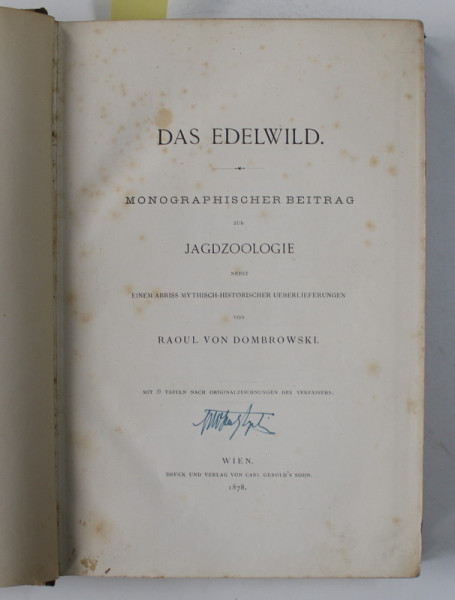 DAS EDELWILD.
MONOGRAPHISCHER BEITRAG
ZUR
JAGDZOOLOGIE
NEBST
EINEM ABRISS MYTHISCH-HISTORISCHER UEBERLIEFERUNGEN
VON
RAOUL VON DOMBROWSKI.
MIT TAFELN NACH ORIGINALZEICHNUNGEN DES VERFASSERS.
WIEN.
DRUCK UND VERLAG VON CARL GEROLD'S SOHN.
1878.